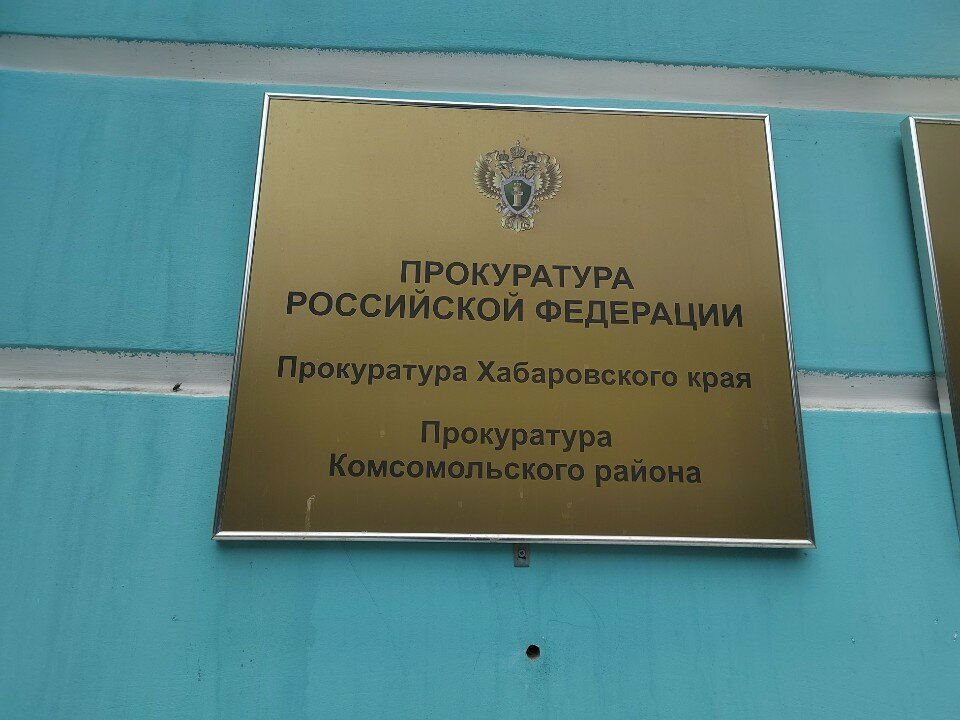 ПРОКУРАТУРА
РОССИЙСКОЙ ФЕДЕРАЦИИ
Прокуратура Хабаровского края
Прокуратура
Комсомольского района